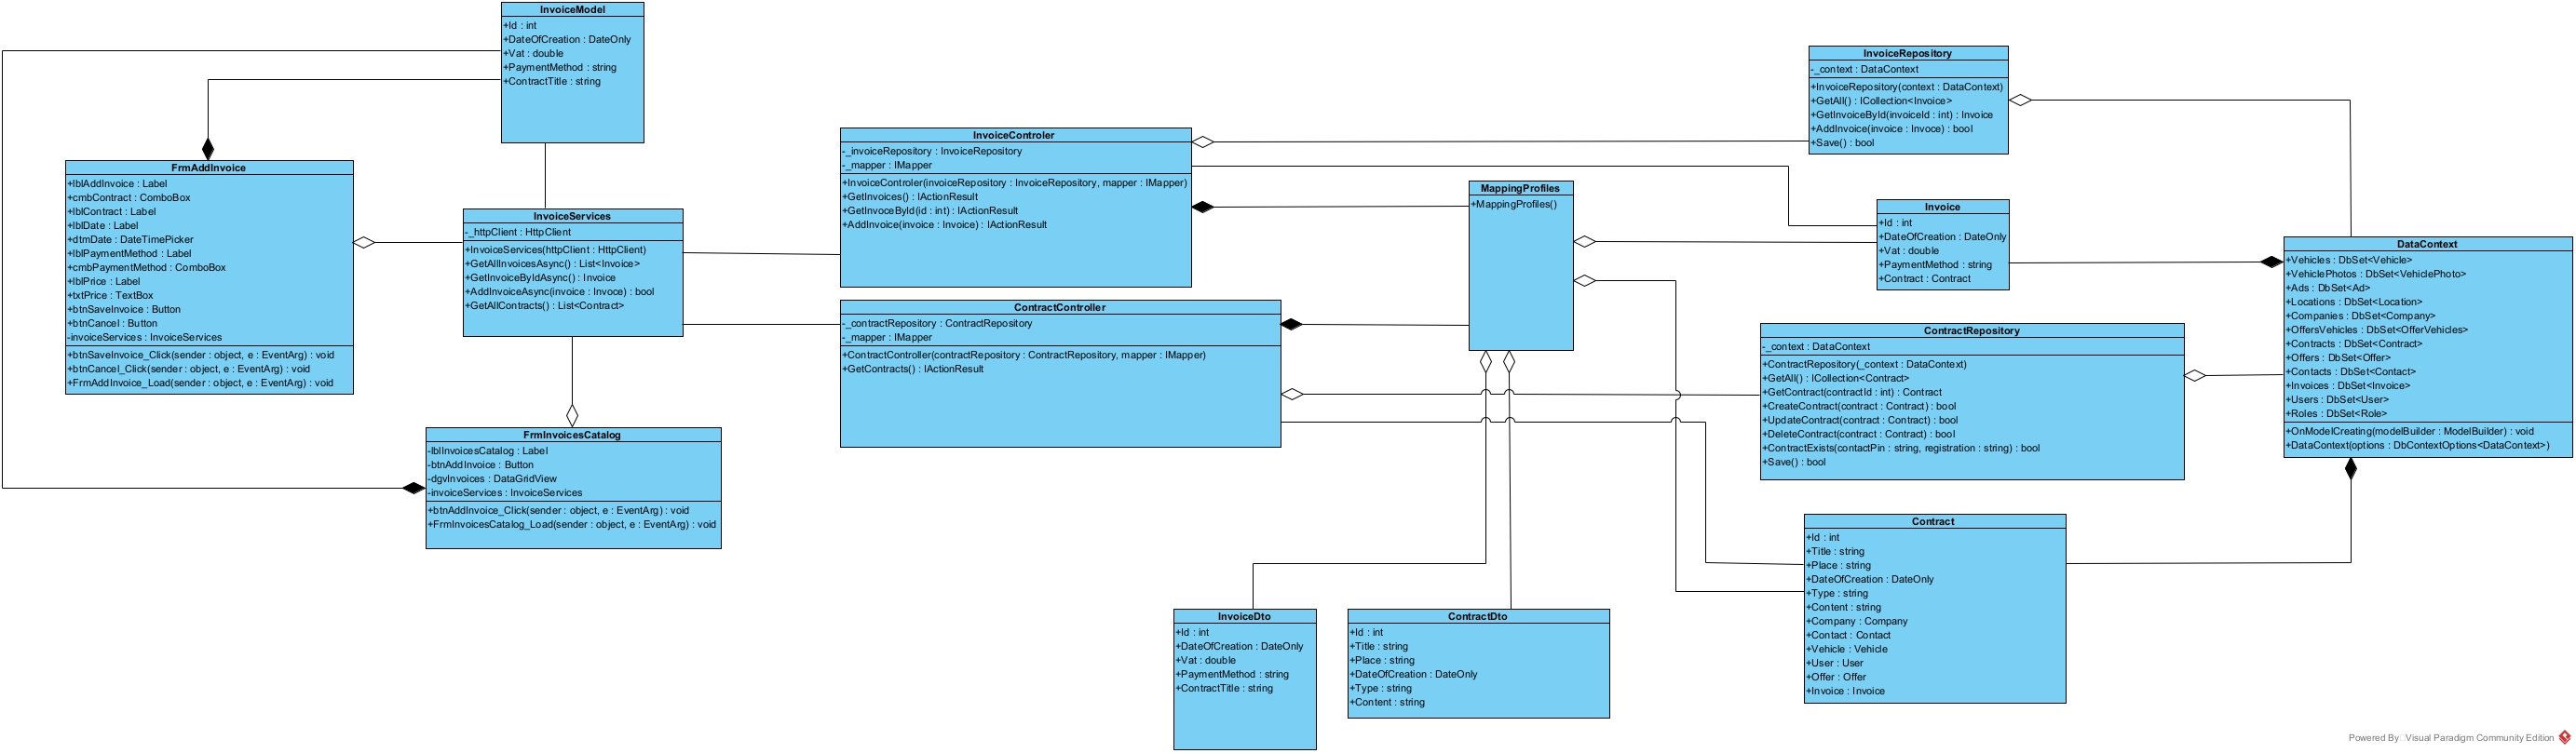 InvoiceModel
+Id : int
+DateOfCreation : DateOnly
+Vat : double
+PaymentMethod : string
+ContractTitle : string
FrmAddInvoice
+lblAddInvoice : Label
+cmbContract : ComboBox
+lblContract : Label
+lblDate : Label
+dtmDate : DateTimePicker
+lblPaymentMethod : Label
+cmbPaymentMethod : ComboBox
+lblPrice : Label
+txtPrice : TextBox
+btnSaveInvoice : Button
+btnCancel : Button
-invoiceServices : InvoiceServices
+btnSaveInvoice_Click(sender : object, e : EventArg) : void
+btnCancel_Click(sender : object, e : EventArg) : void
+FrmAddInvoice_Load(sender : object, e : EventArg) : void
InvoiceServices
-_httpClient : HttpClient
+InvoiceServices(httpClient : HttpClient)
+GetAllInvoicesAsync() : List<Invoice>
+GetInvoiceByIdAsync() : Invoice
+AddInvoiceAsync(invoice : Invoce) : bool
+GetAllContracts() : List<Contract>
FrmInvoicesCatalog
-lblInvoicesCatalog : Label
-btnAddInvoice : Button
-dgvInvoices : DataGridView
-invoiceServices : InvoiceServices
+btnAddInvoice_Click(sender : object, e : EventArg) : void
+FrmInvoicesCatalog_Load(sender : object, e : EventArg) : void
InvoiceControler
-_invoiceRepository : InvoiceRepository
-_mapper : IMapper
+InvoiceControler(invoiceRepository : InvoiceRepository, mapper : IMapper)
+GetInvoices() : IActionResult
+GetInvoceById(id : int) : IActionResult
+AddInvoice(invoice : Invoice) : IActionResult
ContractController
-_contractRepository : ContractRepository
-_mapper : IMapper
+ContractController(contractRepository : ContractRepository, mapper : IMapper)
+GetContracts() : IActionResult
MappingProfiles
+MappingProfiles()
InvoiceRepository
-_context : DataContext
+InvoiceRepository(context : DataContext)
+GetAll() : ICollection<Invoice>
+GetInvoiceById(invoiceId : int) : Invoice
+AddInvoice(invoice : Invoce) : bool
+Save() : bool
Invoice
+Id : int
+DateOfCreation : DateOnly
+Vat : double
+PaymentMethod : string
+Contract : Contract
DataContext
+Vehicles : DbSet<Vehicle>
+VehiclePhotos : DbSet<VehiclePhoto>
+Ads : DbSet<Ad>
+Locations : DbSet<Location>
+Companies : DbSet<Company>
+OffersVehicles : DbSet<OfferVehicles>
+Contracts : DbSet<Contract>
+Offers : DbSet<Offer>
+Contacts : DbSet<Contact>
+Invoices : DbSet<Invoice>
+Users : DbSet<User>
+Roles : DbSet<Role>
+OnModelCreating(modelBuilder : ModelBuilder) : void
+DataContext(options : DbContextOptions<DataContext>)
ContractRepository
-_context : DataContext
+ContractRepository(_context : DataContext)
+GetAll() : ICollection<Contract>
+GetContract(contractId : int) : Contract
+CreateContract(contract : Contract) : bool
+UpdateContract(contract : Contract) : bool
+DeleteContract(contract : Contract) : bool
+ContractExists(contactPin : string, registration : string) : bool
+Save() : bool
Contract
+Id : int
+Title : string
+Place : string
+DateOfCreation : DateOnly
+Type : string
+Content : string
+Company : Company
+Contact : Contact
+Vehicle : Vehicle
+User : User
+Offer : Offer
+Invoice : Invoice
InvoiceDto
+Id : int
+DateOfCreation : DateOnly
+Vat : double
+PaymentMethod : string
+ContractTitle : string
ContractDto
+Id : int
+Title : string
+Place : string
+DateOfCreation : DateOnly
+Type : string
+Content : string
Powered By Visual Paradigm Community Edition